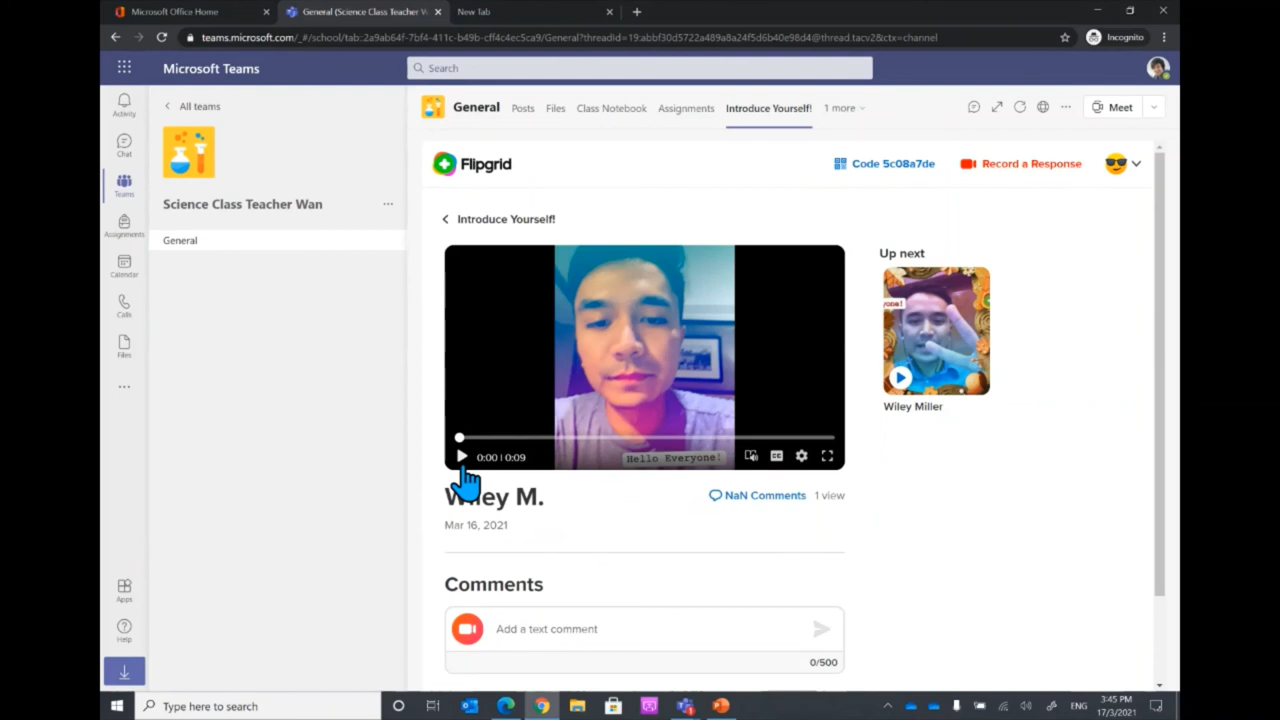 Microsoft Office Home
General (Science Class Teacher W
New Tab
teams.microsoft.com/_#/school/tab:2a9ab64f-7bf4-411c-b49b-cff4c4ec5ca9/General?threadId=19:abbf30d5722a489a8a24f5d6b40e98d4@thread.tacv2&ctx=channel
Incognito
Microsoft Teams
Search
Activity
Chat
Teams
Assignments
Calendar
Calls
Files
Apps
Help
All teams
Science Class Teacher Wan
General
General Posts Files Class Notebook Assignments Introduce Yourself! 1 more
Meet
Flipgrid
Code 5c08a7de
Record a Response
Introduce Yourself!
Hello Everyone!
0:00 | 0:09
CC
Up next
yone!
Wiley Miller
Wiley M.
NaN Comments 1 view
Mar 16, 2021
Comments
Add a text comment
0/500
Type here to search
ENG
3:45 PM
17/3/2021